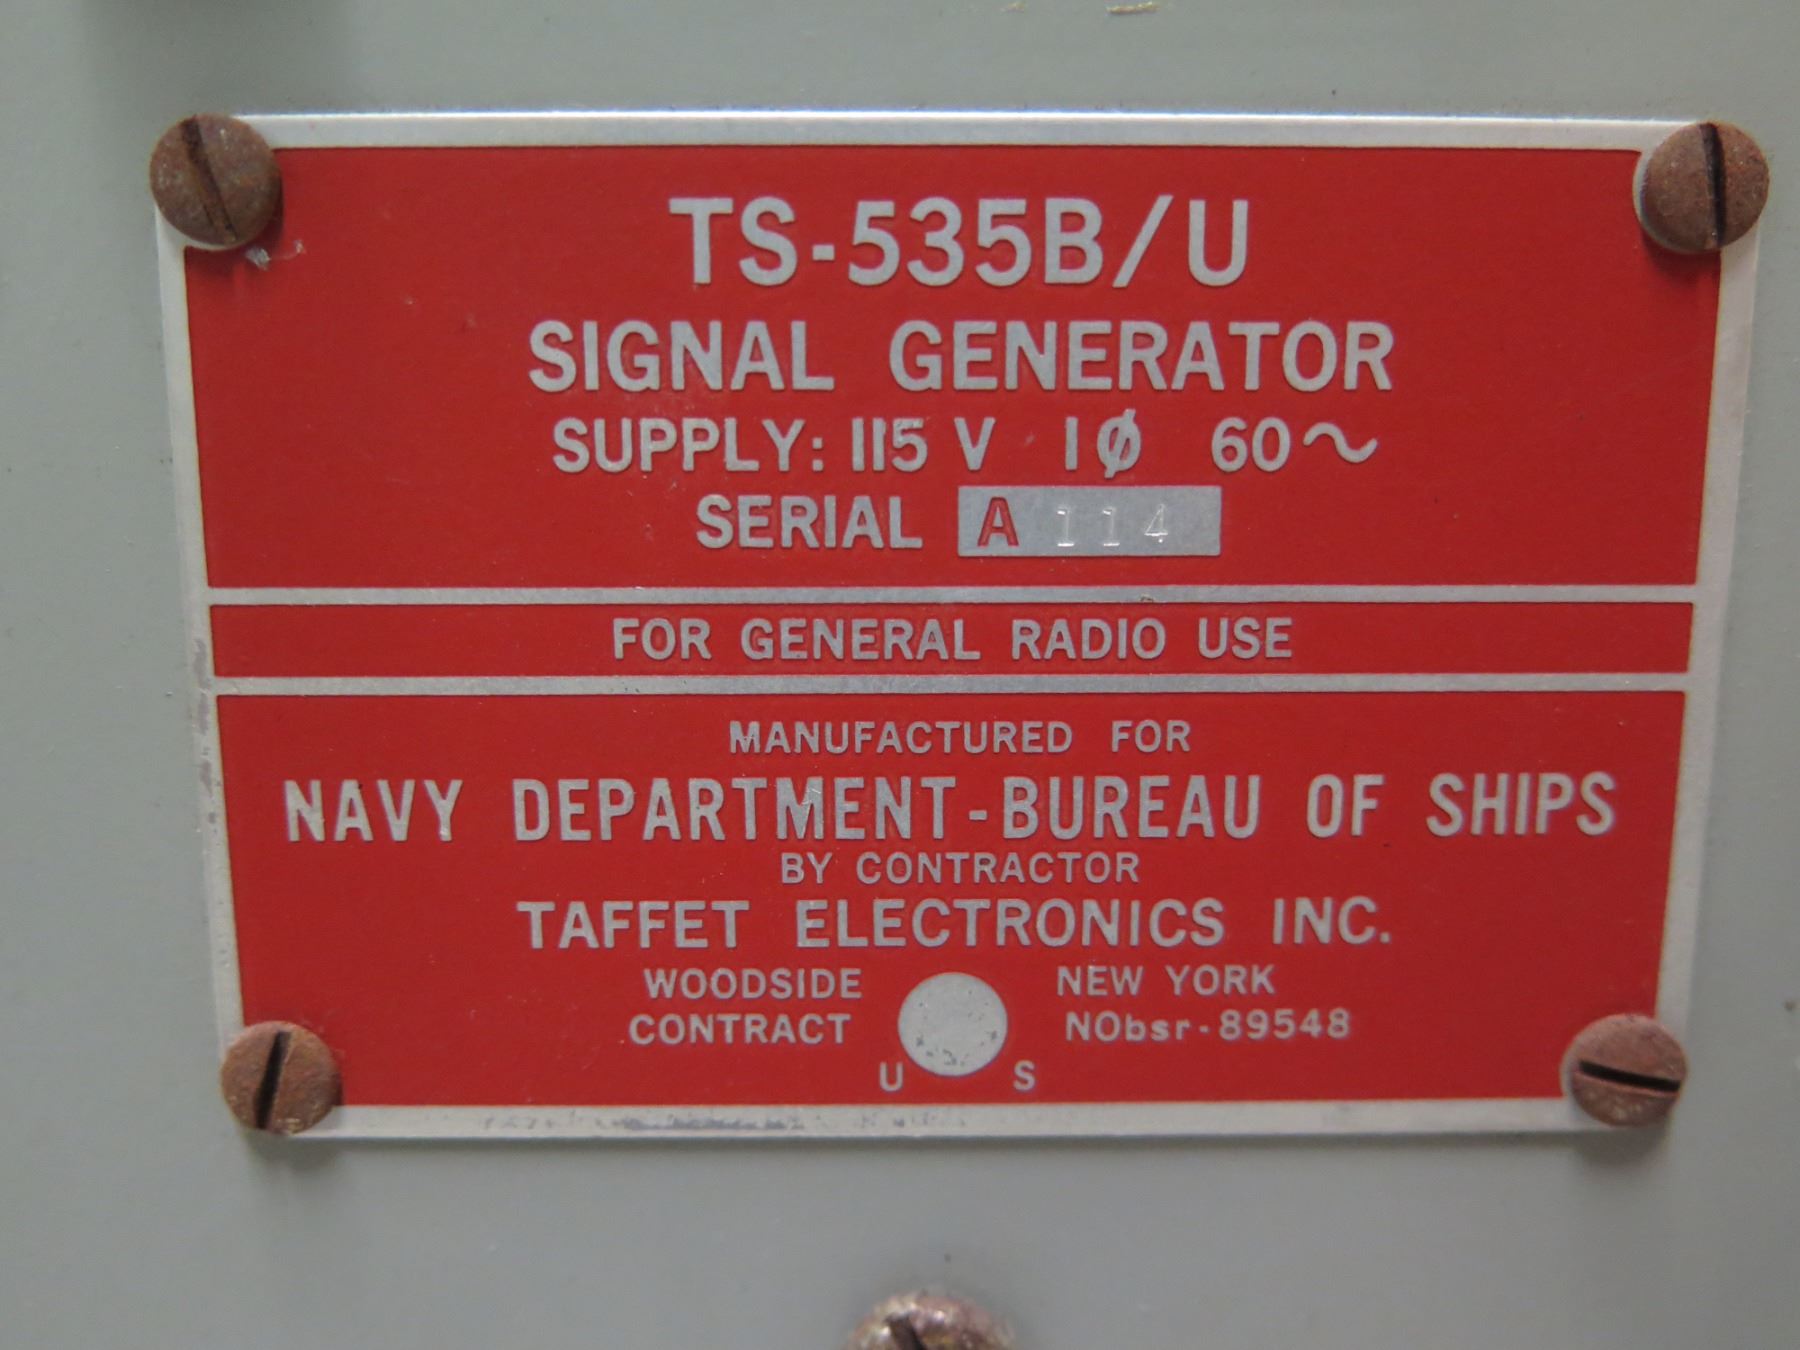 TS-535B/U
SIGNAL GENERATOR
SUPPLY: 115 V 1Ø 60~
SERIAL A 114
FOR GENERAL RADIO USE
MANUFACTURED FOR
NAVY DEPARTMENT-BUREAU OF SHIPS
BY CONTRACTOR
TAFFET ELECTRONICS INC.
WOODSIDE NEW YORK
CONTRACT NObsr-89548
U S